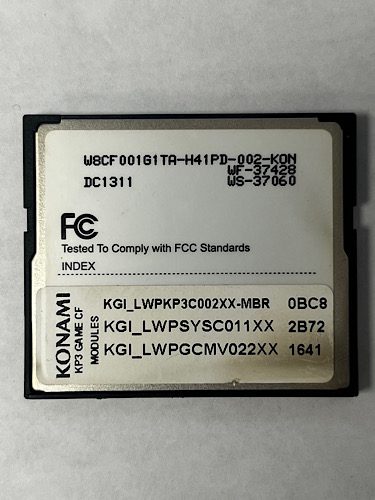 W8CF001G1TA-H41PD-002-KON
WF-37428
DC1311 WS-37060
FC
Tested To Comply with FCC Standards
INDEX
KONAMI
KP3 GAME CF
MODULES
KGI_LWPKP3C002XX-MBR 0BC8
KGI_LWPSYSC011XX 2B72
KGI_LWPGCMV022XX 1641